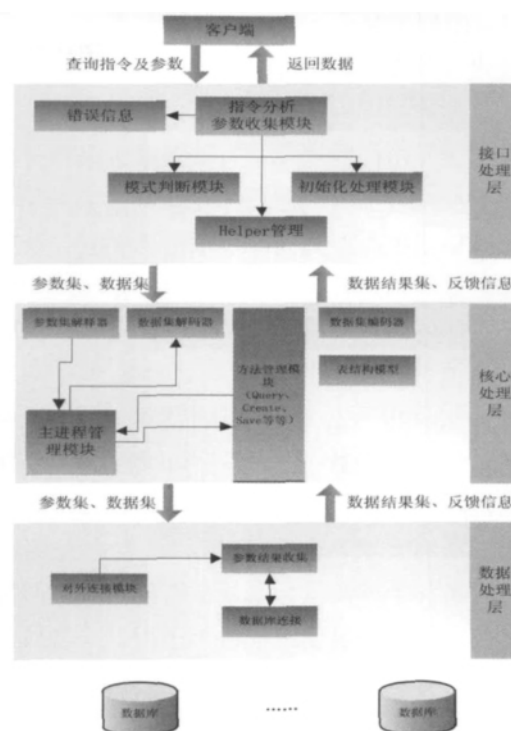 客户端
查询指令及参数
返回数据
错误信息
指令分析
参数收集模块
模式判断模块
初始化处理模块
Helper管理
接口
处理
层
参数集、数据集
数据结果集、反馈信息
参数集解释器
数据集解码器
数据集编码器
方法管理模
块
（Query、
Create、
Save等等）
表结构模型
主进程管
理模块
核心
处理
层
参数集、数据集
数据结果集、反馈信息
参数结果收集
对外连接模块
数据库连接
数据
处理
层
数据库
……
数据库